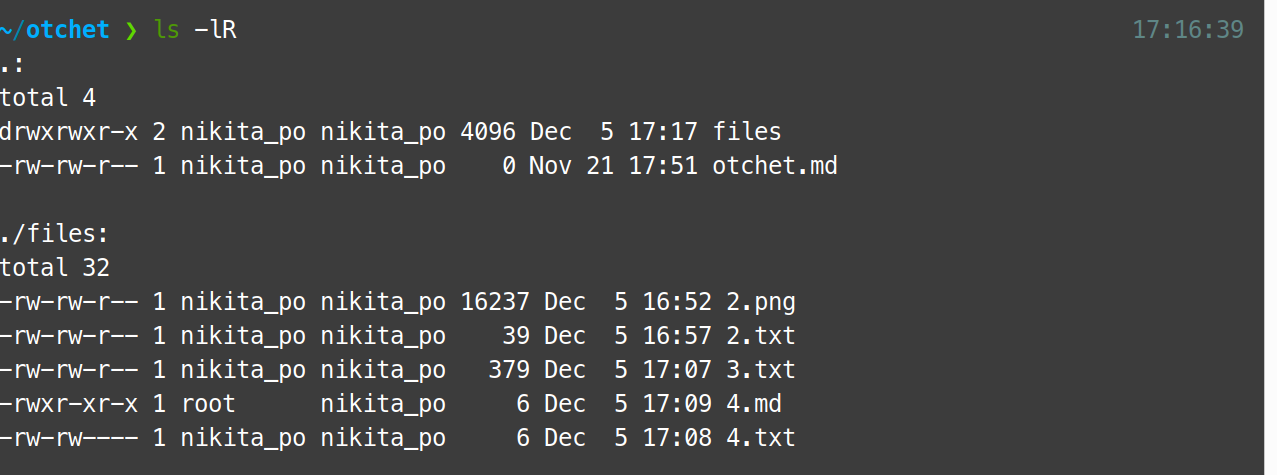 ~/otchet ❯ ls -lR 17:16:39
.:
total 4
drwxrwxr-x 2 nikita_po nikita_po 4096 Dec  5 17:17 files
-rw-rw-r-- 1 nikita_po nikita_po    0 Nov 21 17:51 otchet.md

./files:
total 32
-rw-rw-r-- 1 nikita_po nikita_po 16237 Dec  5 16:52 2.png
-rw-rw-r-- 1 nikita_po nikita_po    39 Dec  5 16:57 2.txt
-rw-rw-r-- 1 nikita_po nikita_po   379 Dec  5 17:07 3.txt
-rwxr-xr-x 1 root      nikita_po     6 Dec  5 17:09 4.md
-rw-rw---- 1 nikita_po nikita_po     6 Dec  5 17:08 4.txt